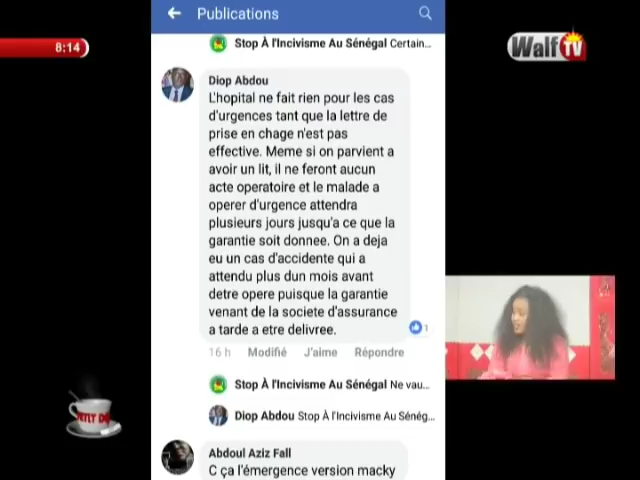 Publications
8:14
Walf TV
Stop À l'Incivisme Au Sénégal Certain...
Diop Abdou
L'hopital ne fait rien pour les cas
d'urgences tant que la lettre de
prise en chage n'est pas
effective. Meme si on parvient a
avoir un lit, il ne feront aucun
acte operatoire et le malade a
operer d'urgence attendra
plusieurs jours jusqu'a ce que la
garantie soit donnee. On a deja
eu un cas d'accidente qui a
attendu plus dun mois avant
detre opere puisque la garantie
venant de la societe d'assurance
a tarde a etre delivree.
1
16 h Modifié J'aime Répondre
Stop À l'Incivisme Au Sénégal Ne vau...
Diop Abdou Stop À l'Incivisme Au Sénég...
Abdoul Aziz Fall
C ça l'émergence version macky